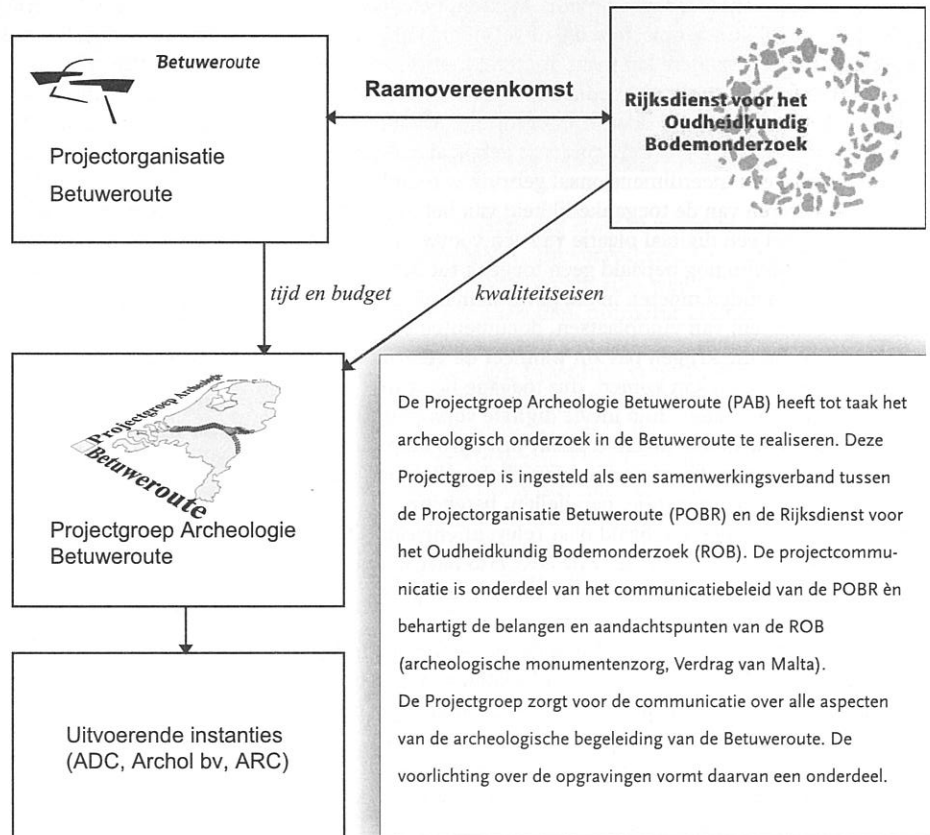 Betuweroute
Projectorganisatie
Betuweroute
Raamovereenkomst
Rijksdienst voor het
Oudheidkundig
Bodemonderzoek
tijd en budget
kwaliteitseisen
Projectgroep Archeologie
Betuweroute
Projectgroep Archeologie
Betuweroute
Uitvoerende instanties
(ADC, Archol bv, ARC)
De Projectgroep Archeologie Betuweroute (PAB) heeft tot taak het
archeologisch onderzoek in de Betuweroute te realiseren. Deze
Projectgroep is ingesteld als een samenwerkingsverband tussen
de Projectorganisatie Betuweroute (POBR) en de Rijksdienst voor
het Oudheidkundig Bodemonderzoek (ROB). De projectcommu-
nicatie is onderdeel van het communicatiebeleid van de POBR èn
behartigt de belangen en aandachtspunten van de ROB
(archeologische monumentenzorg, Verdrag van Malta).
De Projectgroep zorgt voor de communicatie over alle aspecten
van de archeologische begeleiding van de Betuweroute. De
voorlichting over de opgravingen vormt daarvan een onderdeel.